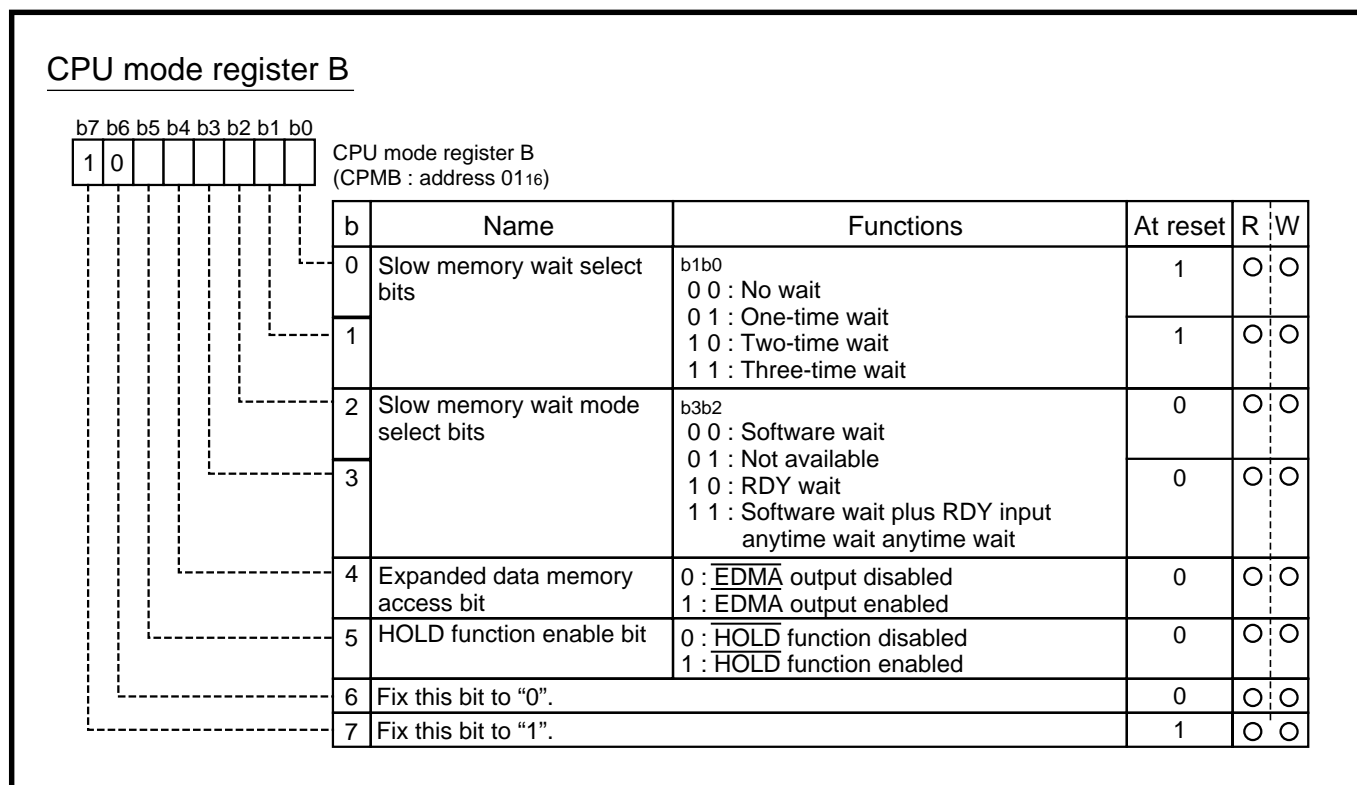 CPU mode register B
b7 b6 b5 b4 b3 b2 b1 b0
1 0
CPU mode register B
(CPMB : address 0116)
b Name Functions At reset R W
0 Slow memory wait select bits
b1b0
0 0 : No wait
0 1 : One-time wait
1 0 : Two-time wait
1 1 : Three-time wait
1
1
1
2 Slow memory wait mode select bits
b3b2
0 0 : Software wait
0 1 : Not available
1 0 : RDY wait
1 1 : Software wait plus RDY input
anytime wait anytime wait
0
3
0
4 Expanded data memory access bit
0 : EDMA output disabled
1 : EDMA output enabled
0
5 HOLD function enable bit
0 : HOLD function disabled
1 : HOLD function enabled
0
6 Fix this bit to “0”. 0
7 Fix this bit to “1”. 1